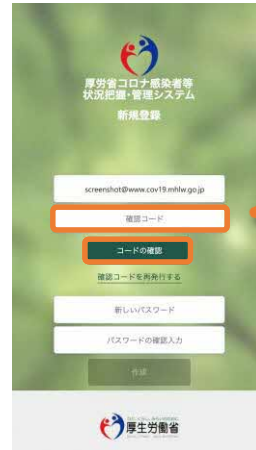 厚労省コロナ感染者等
状況把握・管理システム
新規登録
screenshot@www.cov19.mhlw.go.jp
確認コード
コードの確認
確認コードを再発行する
新しいパスワード
パスワードの確認入力
作成
厚生労働省